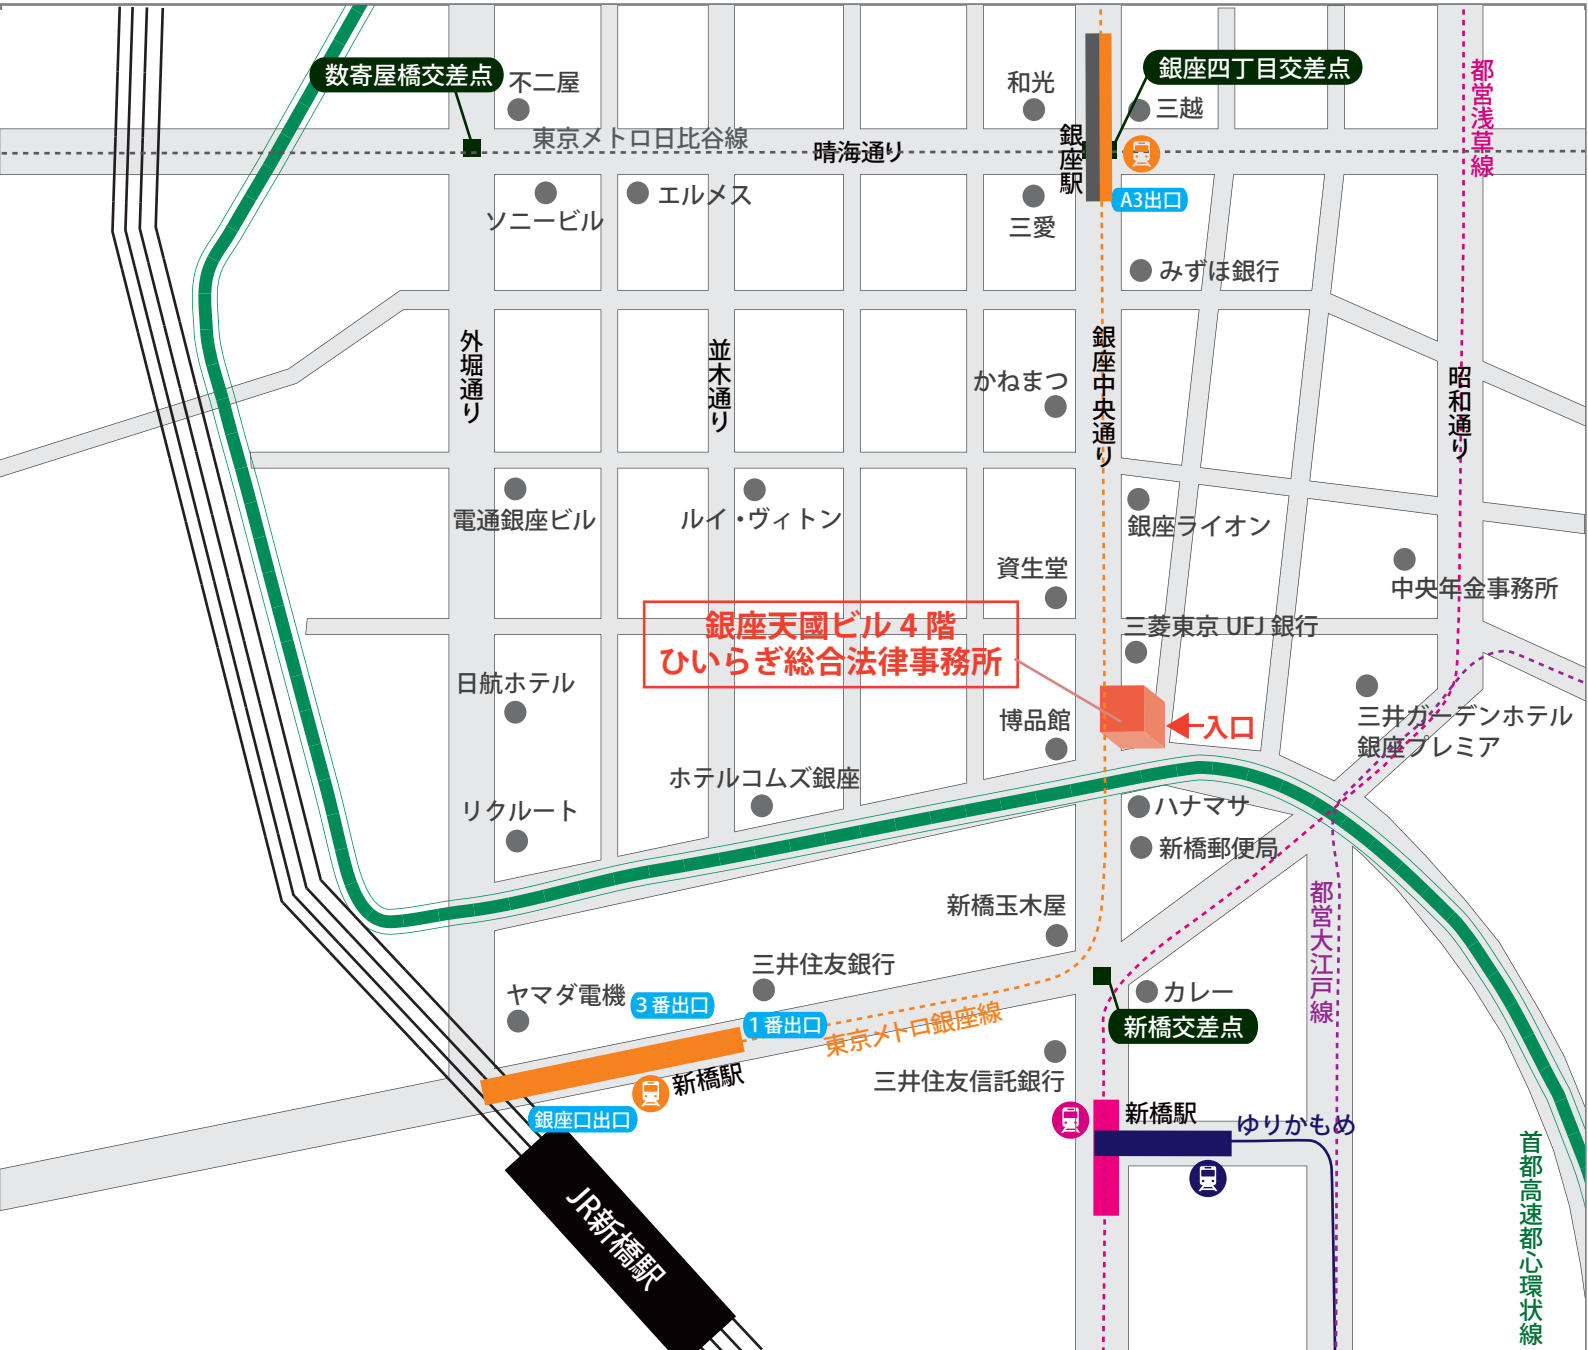 数寄屋橋交差点
不二屋
和光
銀座四丁目交差点
三越
都営浅草線
東京メトロ日比谷線
晴海通り
銀座駅
A3出口
ソニービル
エルメス
三愛
みずほ銀行
外堀通り
並木通り
銀座中央通り
昭和通り
かねまつ
電通銀座ビル
ルイ・ヴィトン
銀座ライオン
資生堂
中央年金事務所
銀座天國ビル 4 階
ひいらぎ総合法律事務所
三菱東京 UFJ 銀行
日航ホテル
博品館
入口
三井ガーデンホテル
銀座プレミア
ホテルコムズ銀座
リクルート
ハナマサ
新橋郵便局
新橋玉木屋
都営大江戸線
三井住友銀行
ヤマダ電機
3 番出口
1 番出口
カレー
東京メトロ銀座線
新橋交差点
新橋駅
三井住友信託銀行
銀座口出口
新橋駅
ゆりかもめ
首都高速都心環状線
JR新橋駅